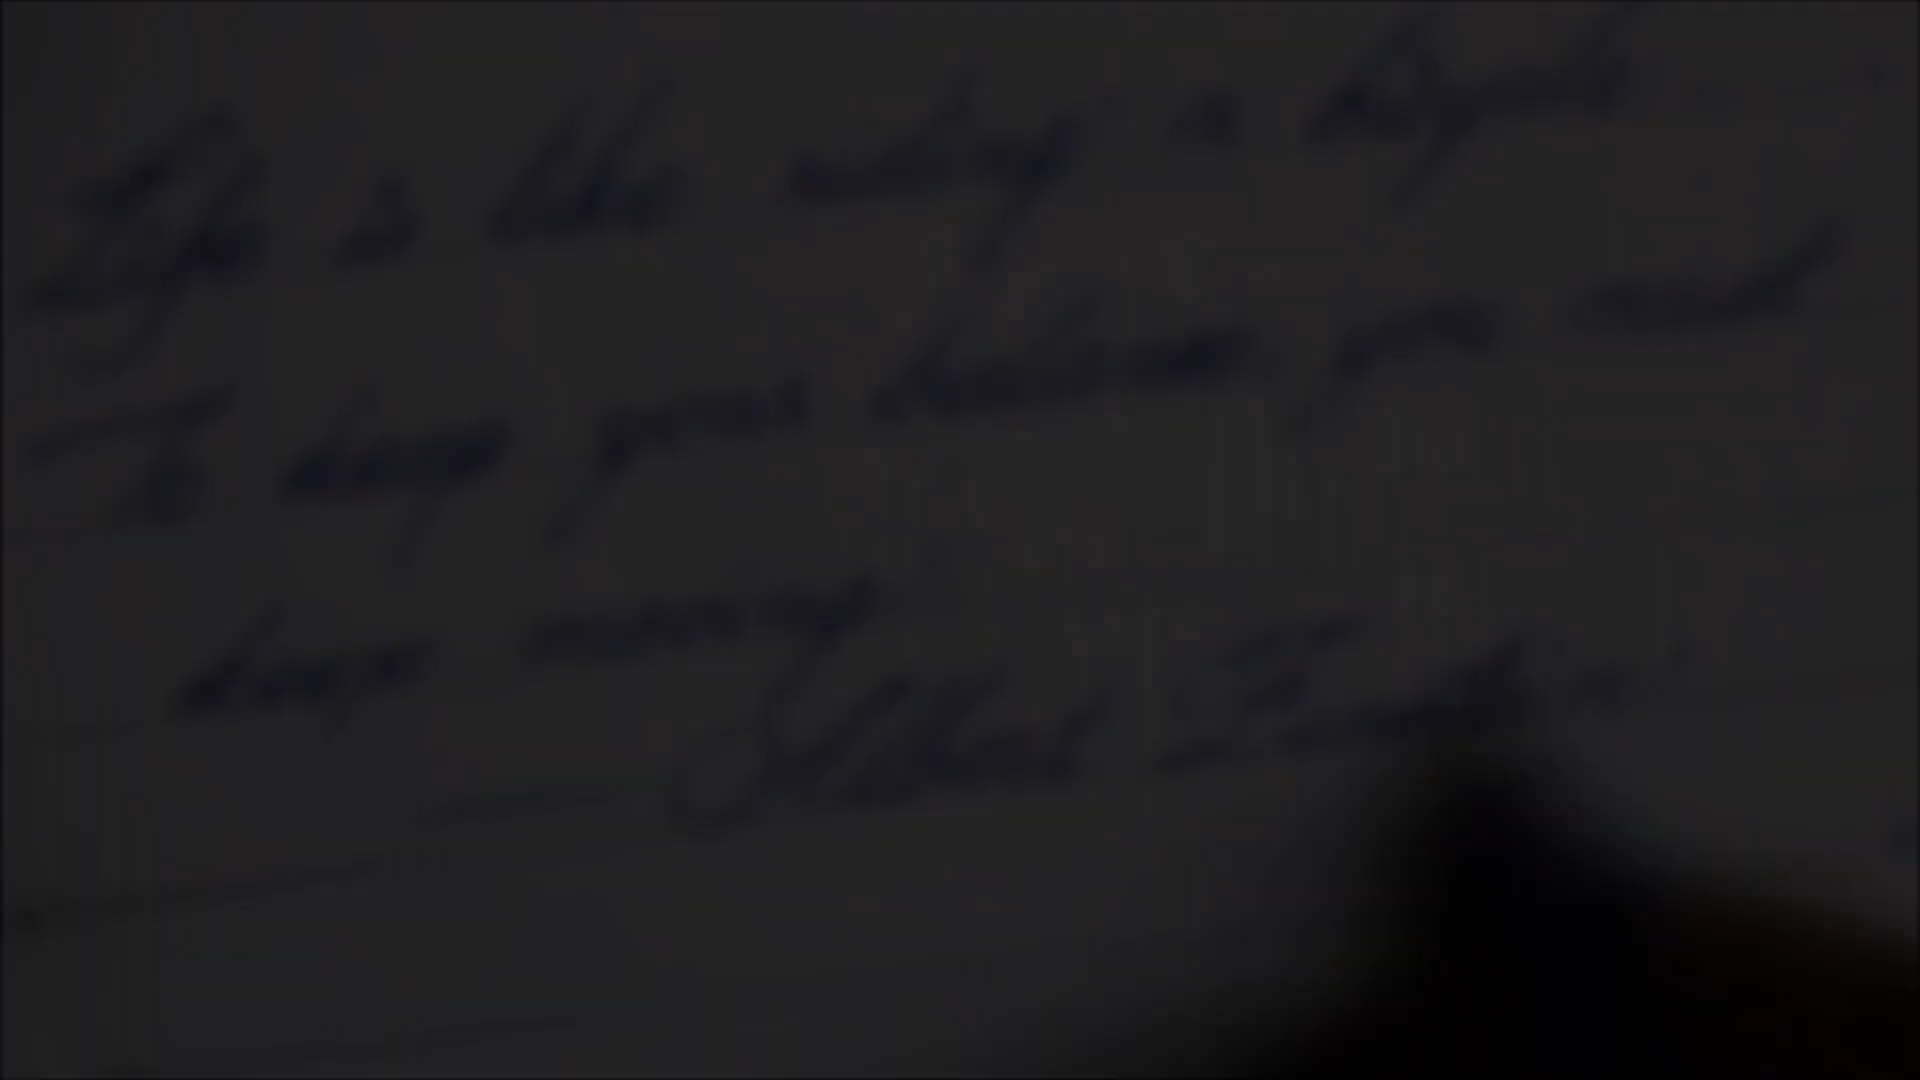 Life is like riding a bicycle
To keep your balance you must
keep moving
— Albert Einstein